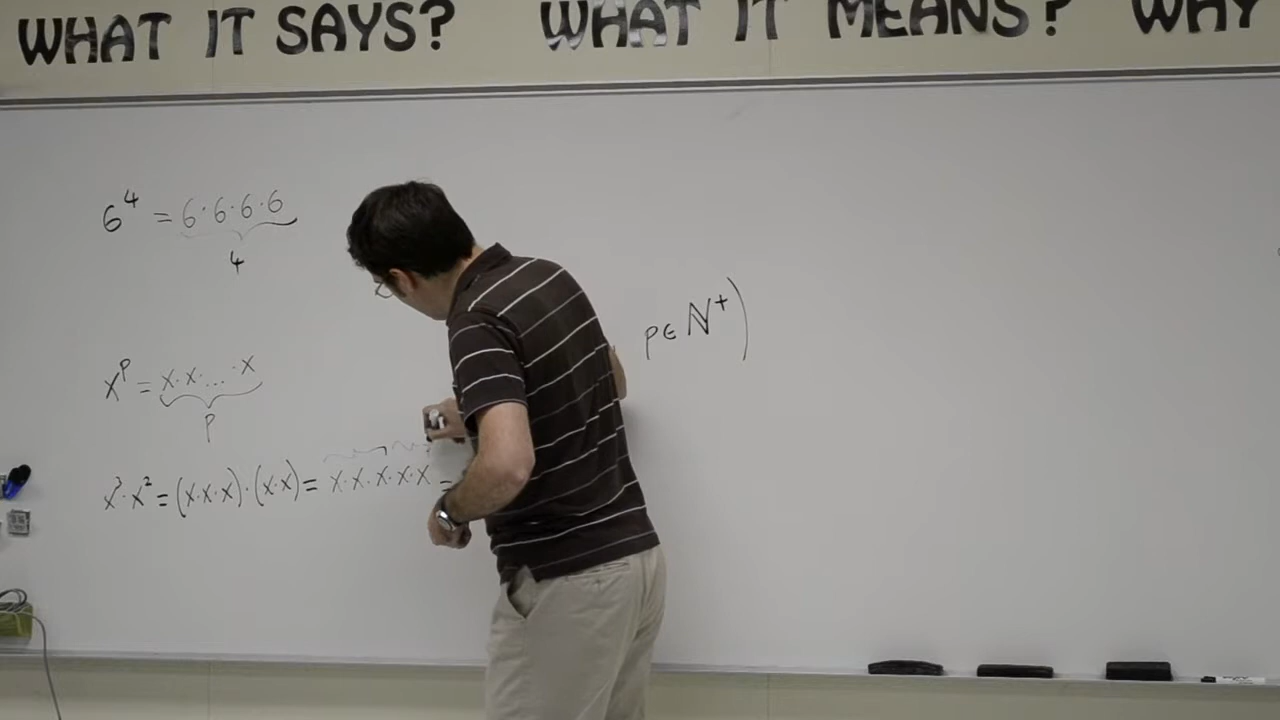 WHAT IT SAYS? WHAT IT MEANS? WHY
6⁴ = 6·6·6·6
4
p∈ℕ⁺)
xᵖ = x·x·...·x
p
x³·x² = (x·x·x)·(x·x) = x·x·x·x·x =